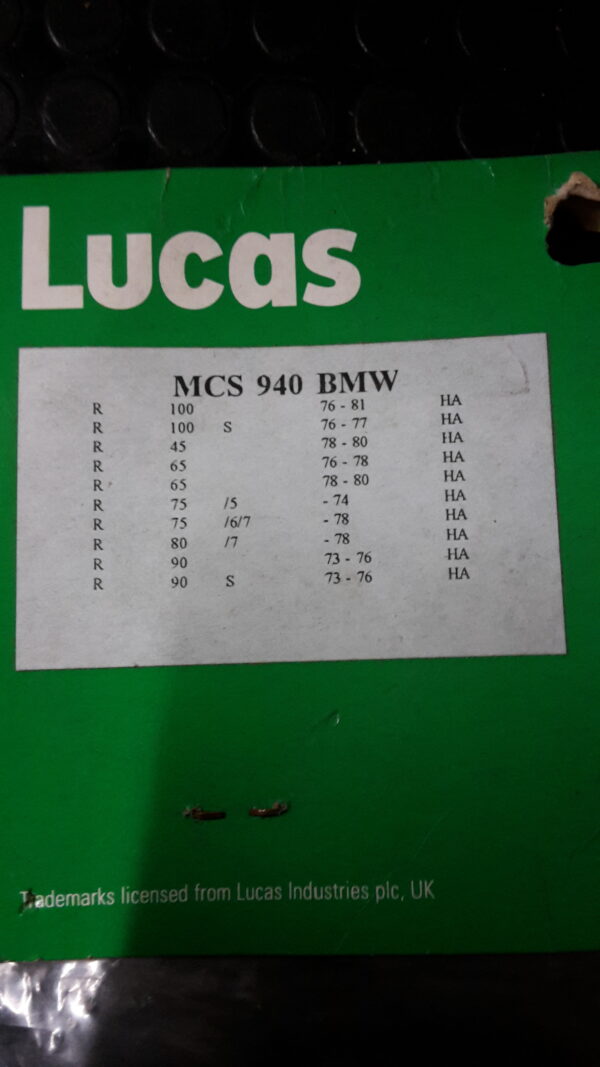 Lucas
MCS 940 BMW
R 100 76 - 81 HA
R 100 S 76 - 77 HA
R 45 78 - 80 HA
R 65 76 - 78 HA
R 65 78 - 80 HA
R 75 /5 - 74 HA
R 75 /6/7 - 78 HA
R 80 /7 - 78 HA
R 90 73 - 76 HA
R 90 S 73 - 76 HA
Trademarks licensed from Lucas Industries plc, UK